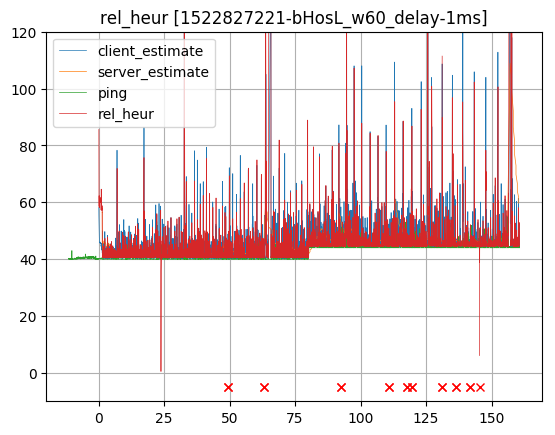 rel_heur [1522827221-bHosL_w60_delay-1ms]
client_estimate
server_estimate
ping
rel_heur
120
100
80
60
40
20
0
0 25 50 75 100 125 150